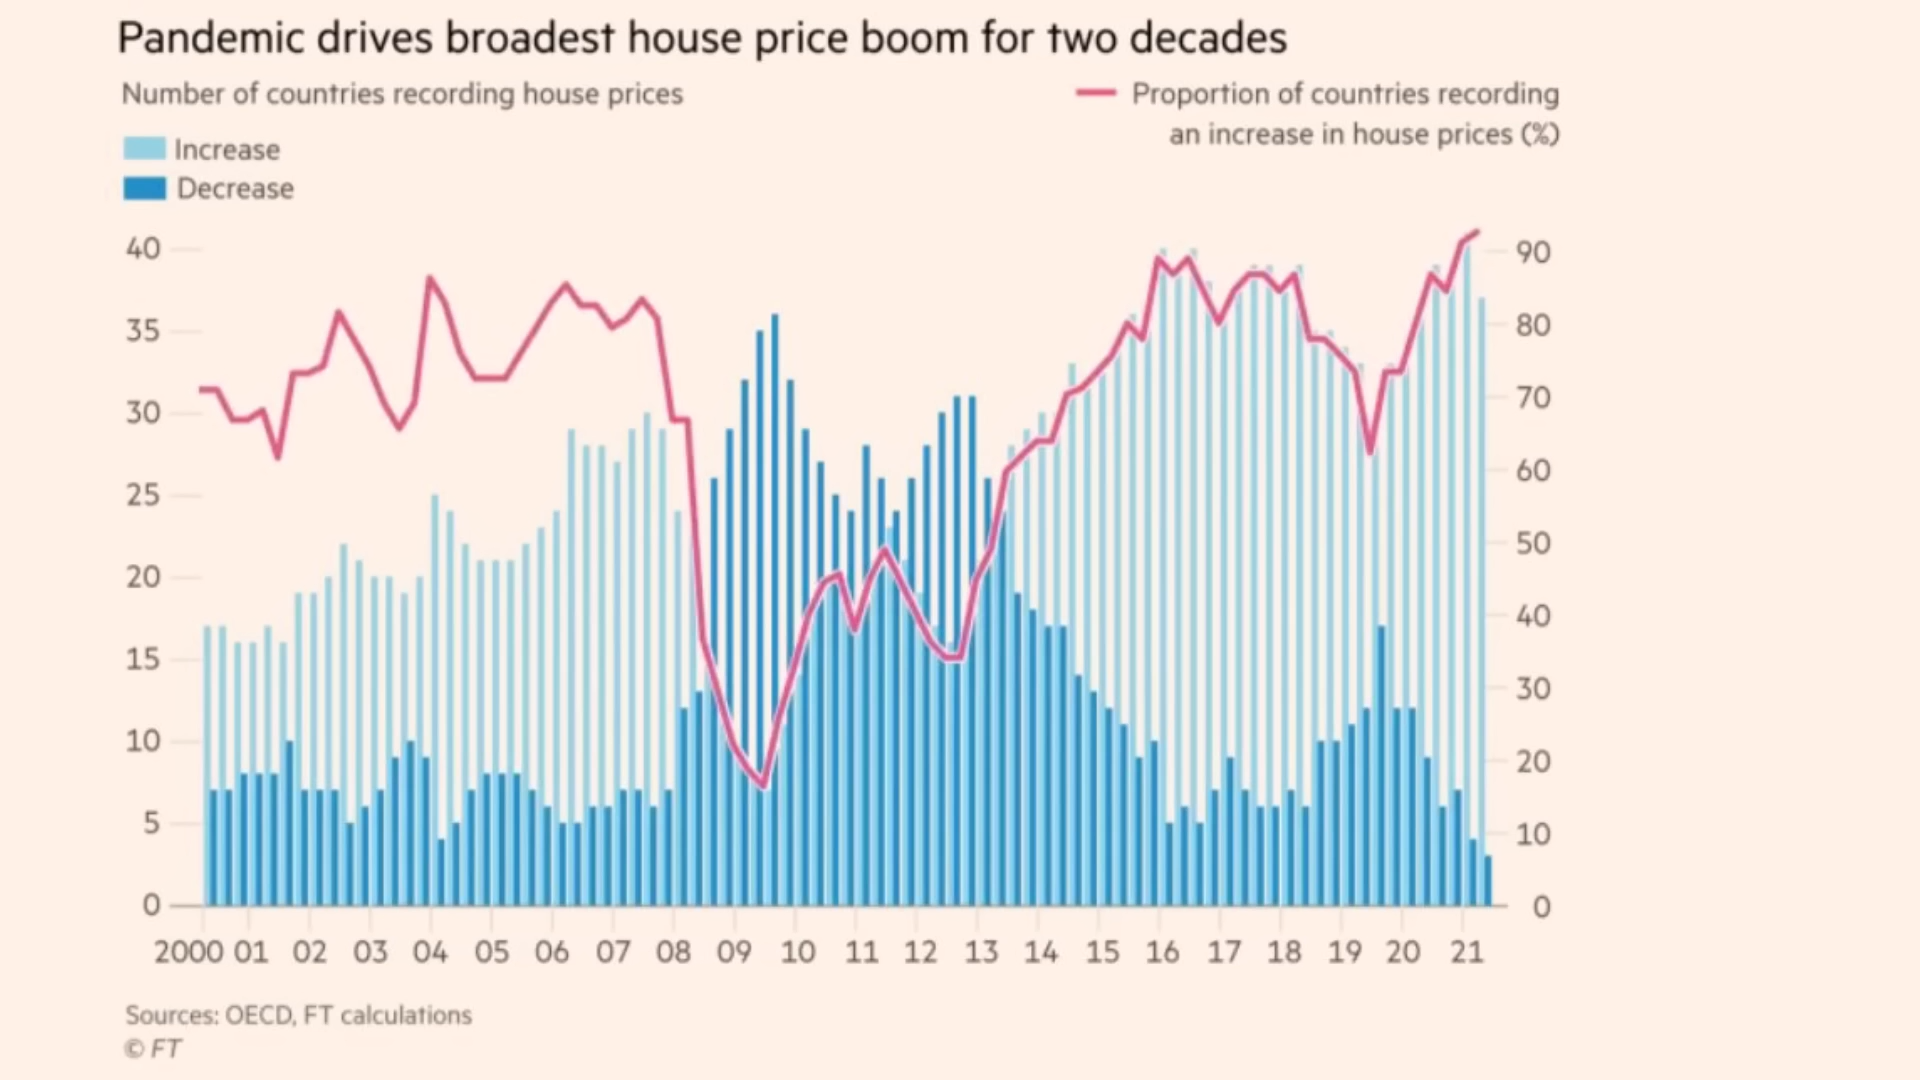 Pandemic drives broadest house price boom for two decades
Number of countries recording house prices
Increase
Decrease
Proportion of countries recording
an increase in house prices (%)
40
35
30
25
20
15
10
5
0
90
80
70
60
50
40
30
20
10
0
2000 01 02 03 04 05 06 07 08 09 10 11 12 13 14 15 16 17 18 19 20 21
Sources: OECD, FT calculations
© FT